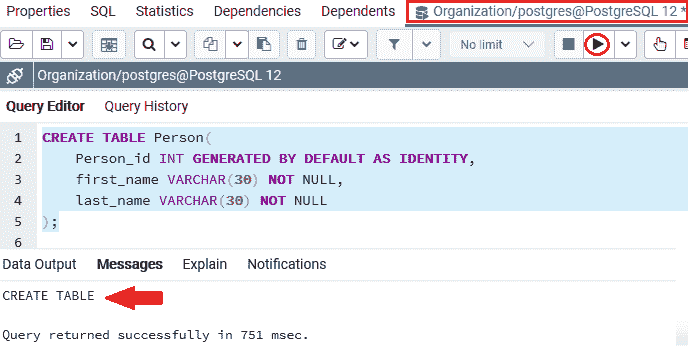 Properties SQL Statistics Dependencies Dependents Organization/postgres@PostgreSQL 12 *
No limit
Organization/postgres@PostgreSQL 12
Query Editor Query History
1 CREATE TABLE Person(
2 Person_id INT GENERATED BY DEFAULT AS IDENTITY,
3 first_name VARCHAR(30) NOT NULL,
4 last_name VARCHAR(30) NOT NULL
5 );
6
Data Output Messages Explain Notifications
CREATE TABLE
Query returned successfully in 751 msec.